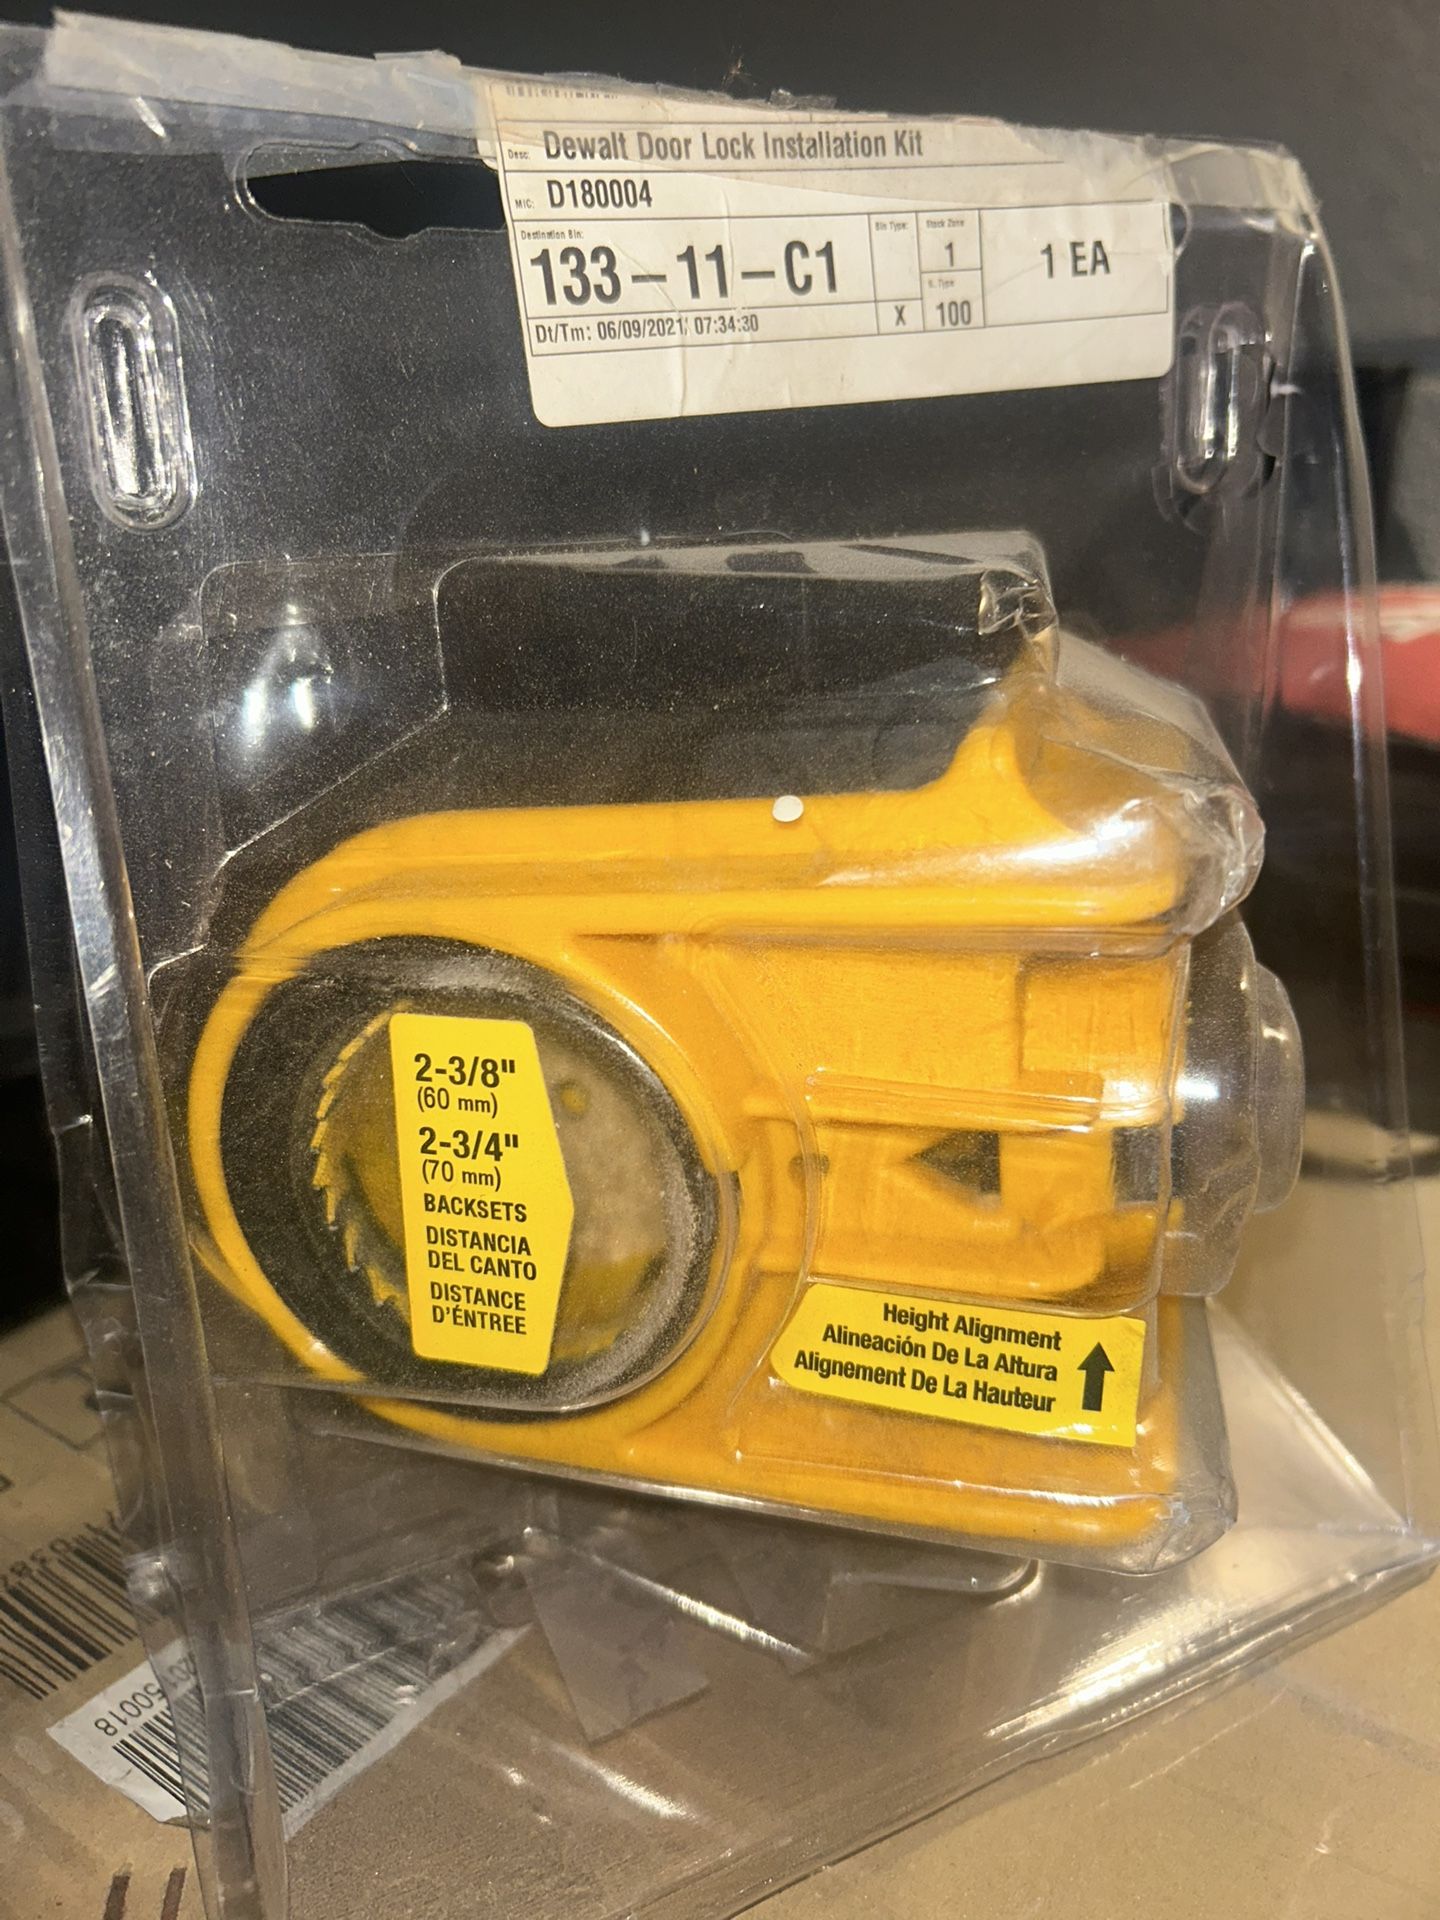 Desc: Dewalt Door Lock Installation Kit
MIC: D180004
Destination Bin: Bin Type: Stock Zone
133-11-C1 1 1 EA
S. Type
Dt/Tm: 06/09/2021 07:34:30 X 100
2-3/8"
(60 mm)
2-3/4"
(70 mm)
BACKSETS
DISTANCIA
DEL CANTO
DISTANCE
D'ÉNTREE
Height Alignment
Alineación De La Altura
Alignement De La Hauteur
50018